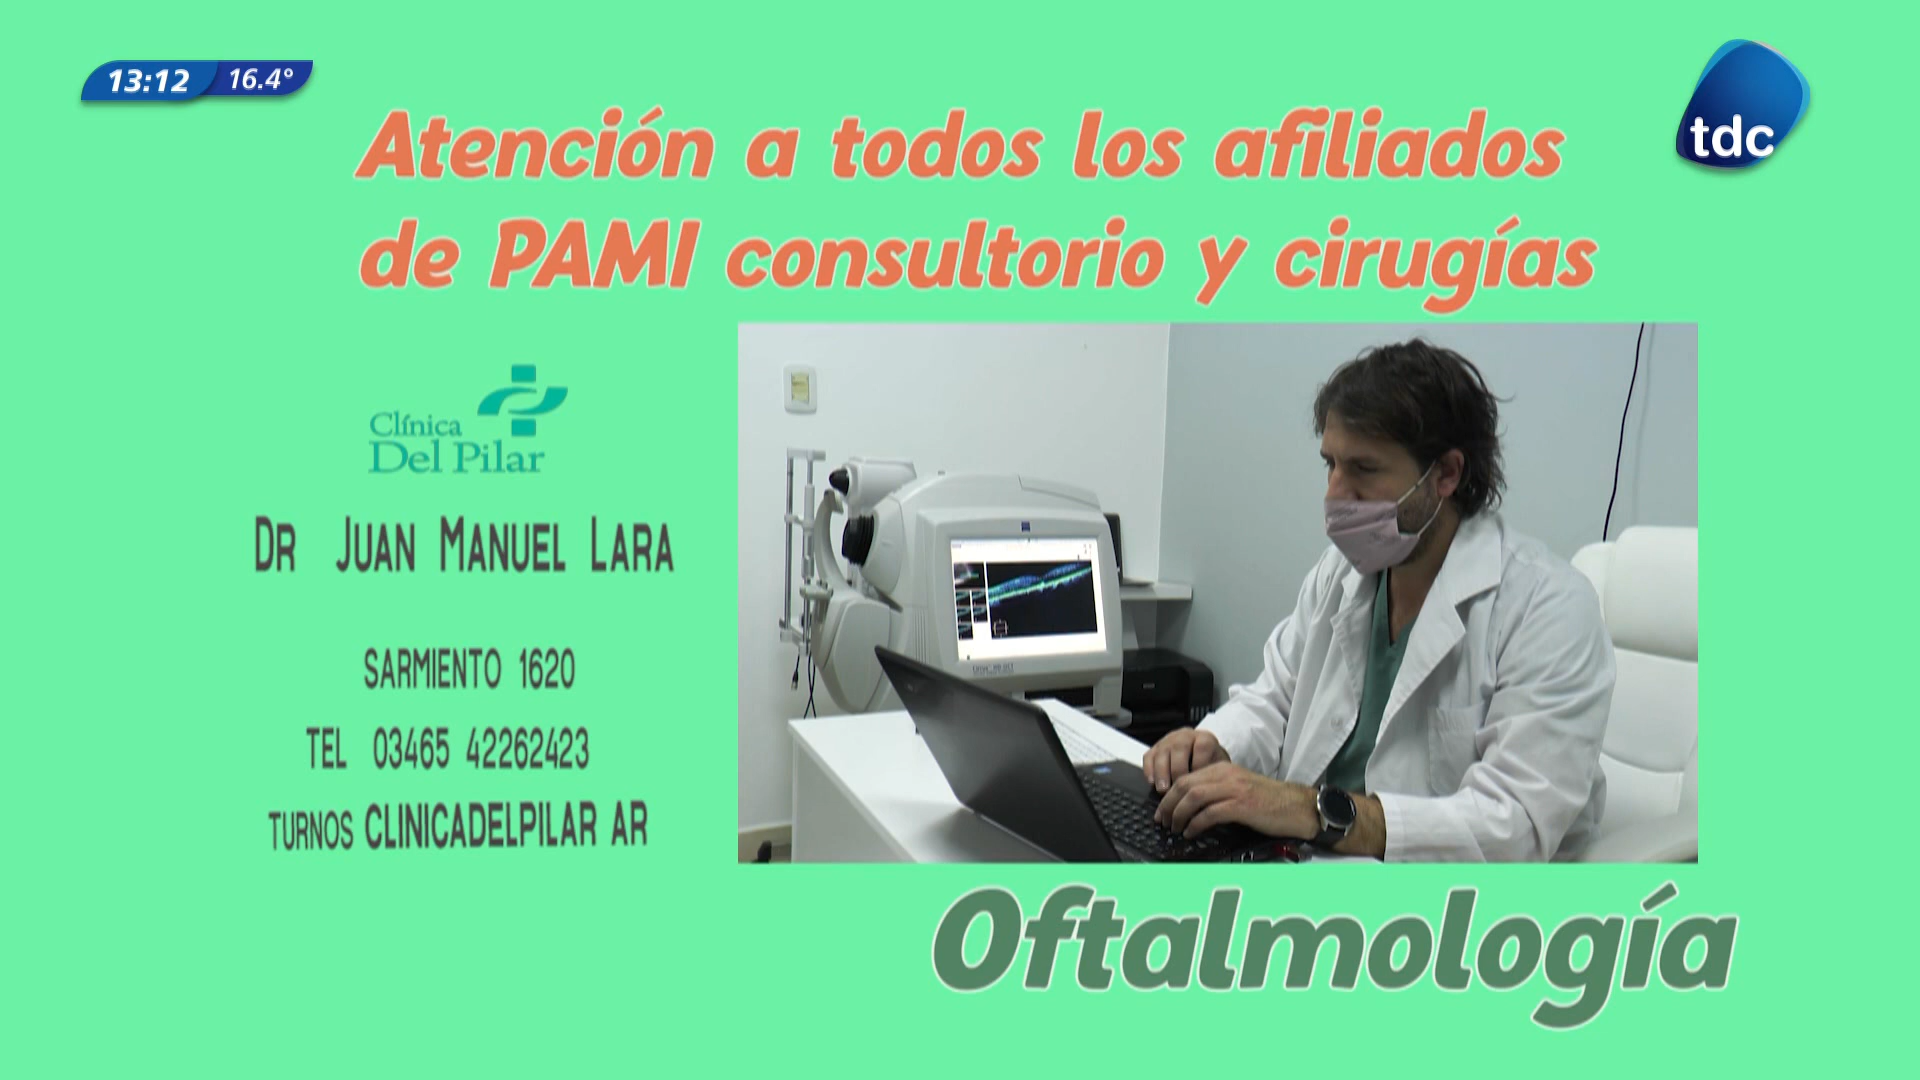 13:12 16.4°
tdc
Atención a todos los afiliados
de PAMI consultorio y cirugías
Clínica
Del Pilar
DR JUAN MANUEL LARA
SARMIENTO 1620
TEL 03465 42262423
TURNOS CLINICADELPILAR AR
Oftalmología